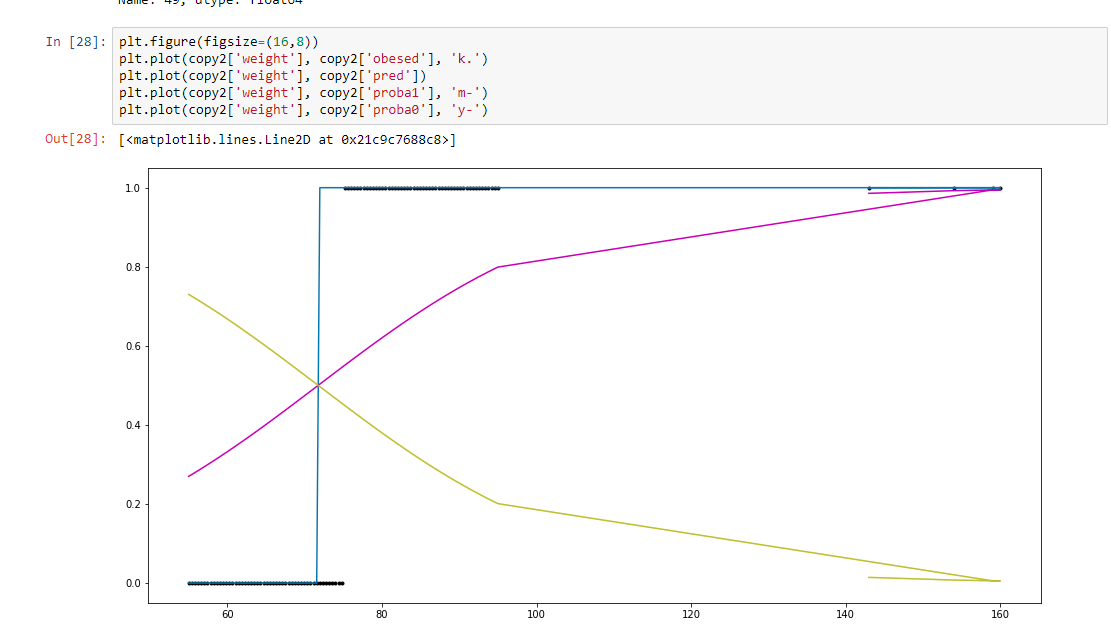 Name: 49, dtype: float64
In [28]: plt.figure(figsize=(16,8))
plt.plot(copy2['weight'], copy2['obesed'], 'k.')
plt.plot(copy2['weight'], copy2['pred'])
plt.plot(copy2['weight'], copy2['proba1'], 'm-')
plt.plot(copy2['weight'], copy2['proba0'], 'y-')
Out[28]: [<matplotlib.lines.Line2D at 0x21c9c7688c8>]
1.0
0.8
0.6
0.4
0.2
0.0
60 80 100 120 140 160